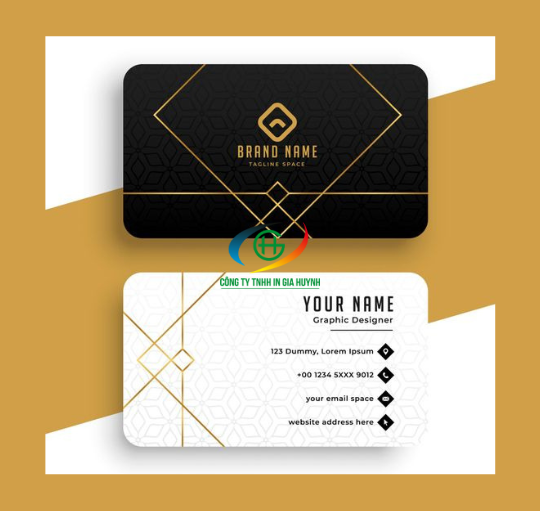 BRAND NAME
TAGLINE SPACE
GH
CÔNG TY TNHH IN GIA HUYNH
YOUR NAME
Graphic Designer
123 Dummy, Lorem Ipsum
+00 1234 5XXX 9012
your email space
website address here